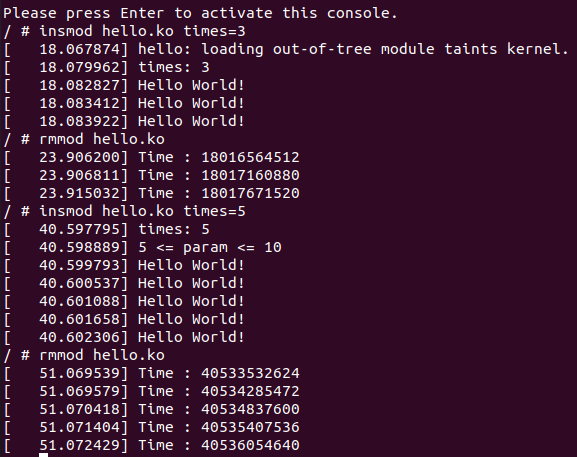 Please press Enter to activate this console.
/ # insmod hello.ko times=3
[   18.067874] hello: loading out-of-tree module taints kernel.
[   18.079962] times: 3
[   18.082827] Hello World!
[   18.083412] Hello World!
[   18.083922] Hello World!
/ # rmmod hello.ko
[   23.906200] Time : 18016564512
[   23.906811] Time : 18017160880
[   23.915032] Time : 18017671520
/ # insmod hello.ko times=5
[   40.597795] times: 5
[   40.598889] 5 <= param <= 10
[   40.599793] Hello World!
[   40.600537] Hello World!
[   40.601088] Hello World!
[   40.601658] Hello World!
[   40.602306] Hello World!
/ # rmmod hello.ko
[   51.069539] Time : 40533532624
[   51.069579] Time : 40534285472
[   51.070418] Time : 40534837600
[   51.071404] Time : 40535407536
[   51.072429] Time : 40536054640